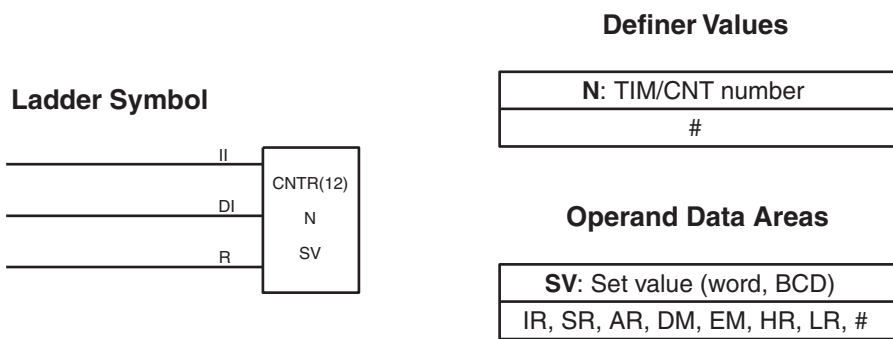 Ladder Symbol
II
DI
R
CNTR(12)
N
SV
Definer Values
N: TIM/CNT number
#
Operand Data Areas
SV: Set value (word, BCD)
IR, SR, AR, DM, EM, HR, LR, #